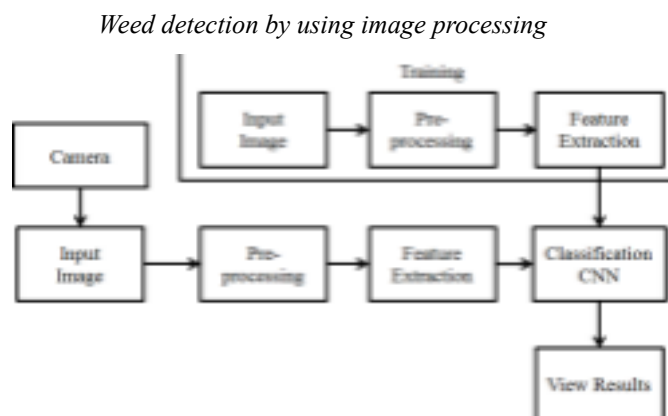 Weed detection by using image processing
Training
Input
Image
Pre-
processing
Feature
Extraction
Camera
Input
Image
Pre-
processing
Feature
Extraction
Classification
CNN
View Results